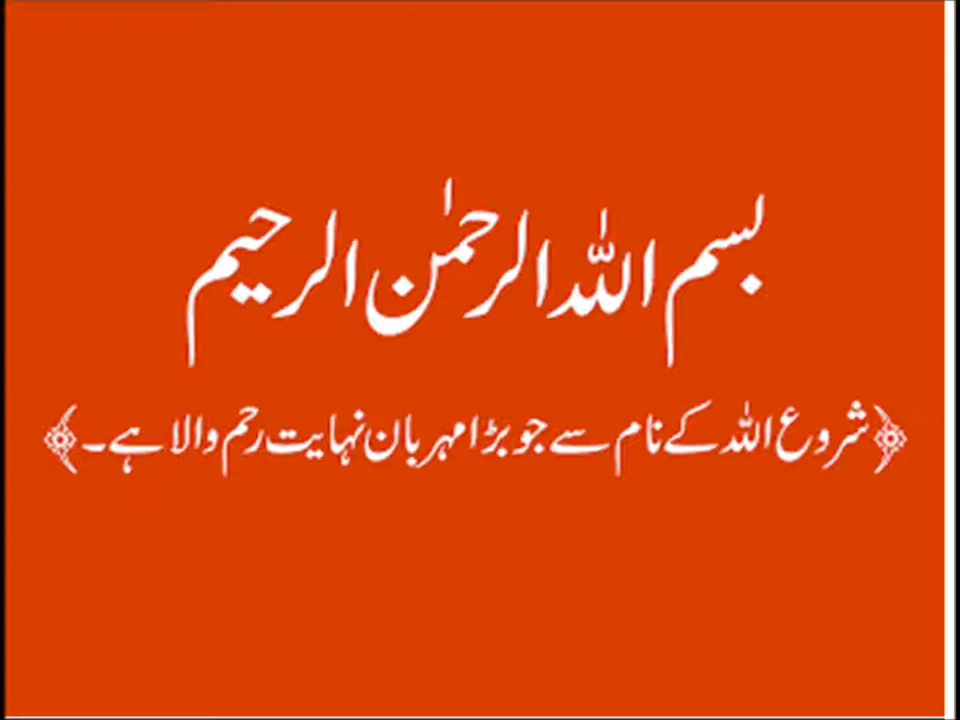 بسم اللہ الرحمٰن الرحیم
﴿شروع اللہ کے نام سے جو بڑا مہربان نہایت رحم والا ہے۔﴾